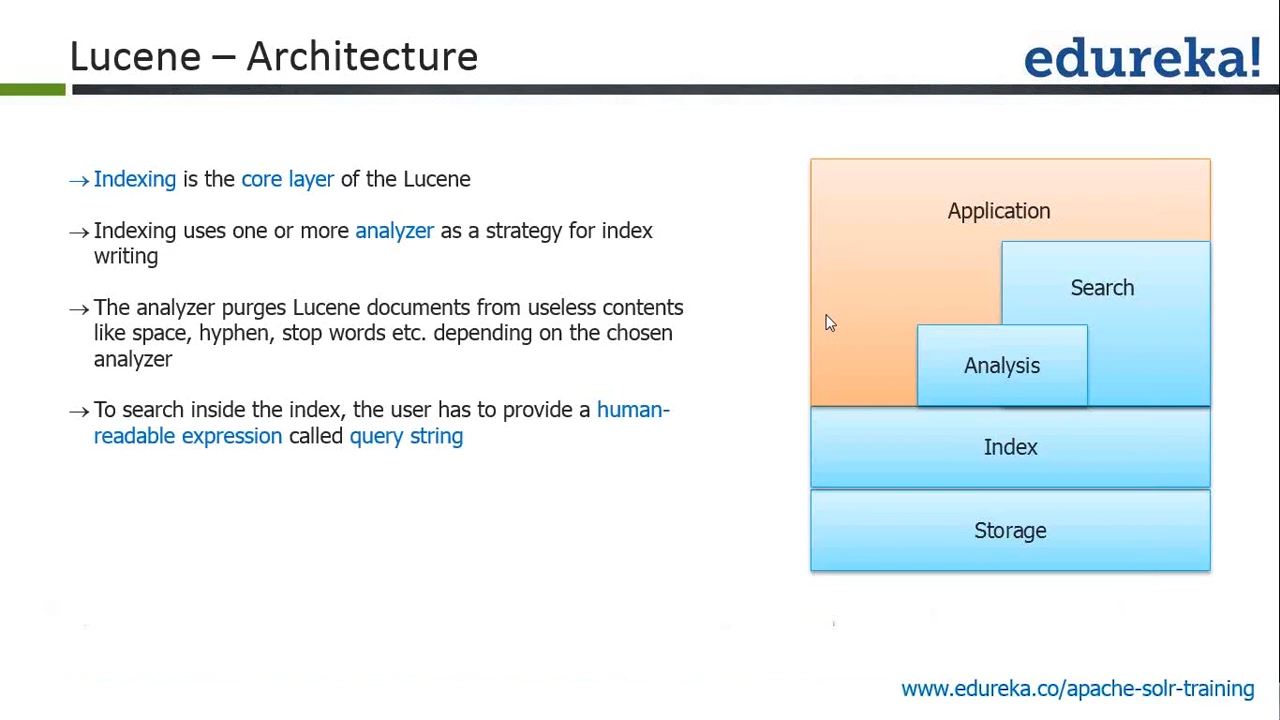 Lucene – Architecture
edureka!
→ Indexing is the core layer of the Lucene
→ Indexing uses one or more analyzer as a strategy for index
writing
→ The analyzer purges Lucene documents from useless contents
like space, hyphen, stop words etc. depending on the chosen
analyzer
→ To search inside the index, the user has to provide a human-
readable expression called query string
Application
Search
Analysis
Index
Storage
www.edureka.co/apache-solr-training